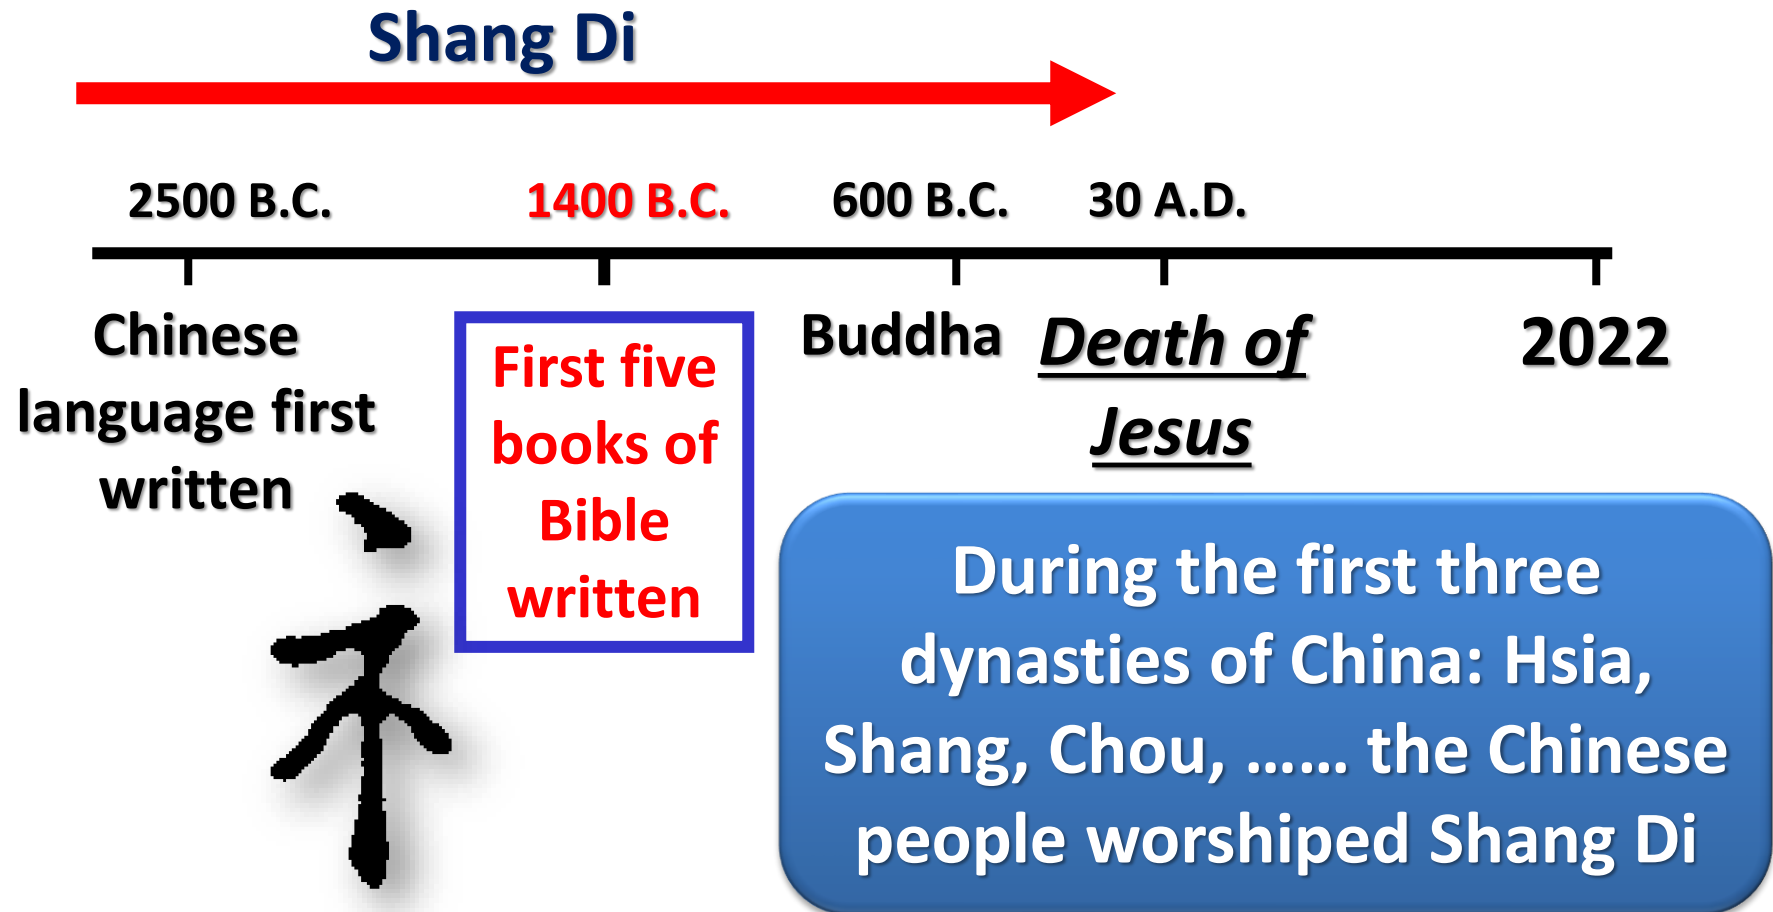 Shang Di
2500 B.C. 1400 B.C. 600 B.C. 30 A.D.
Chinese
language first
written
First five
books of
Bible
written
Buddha
Death of
Jesus
2022
礻
During the first three
dynasties of China: Hsia,
Shang, Chou, …… the Chinese
people worshiped Shang Di